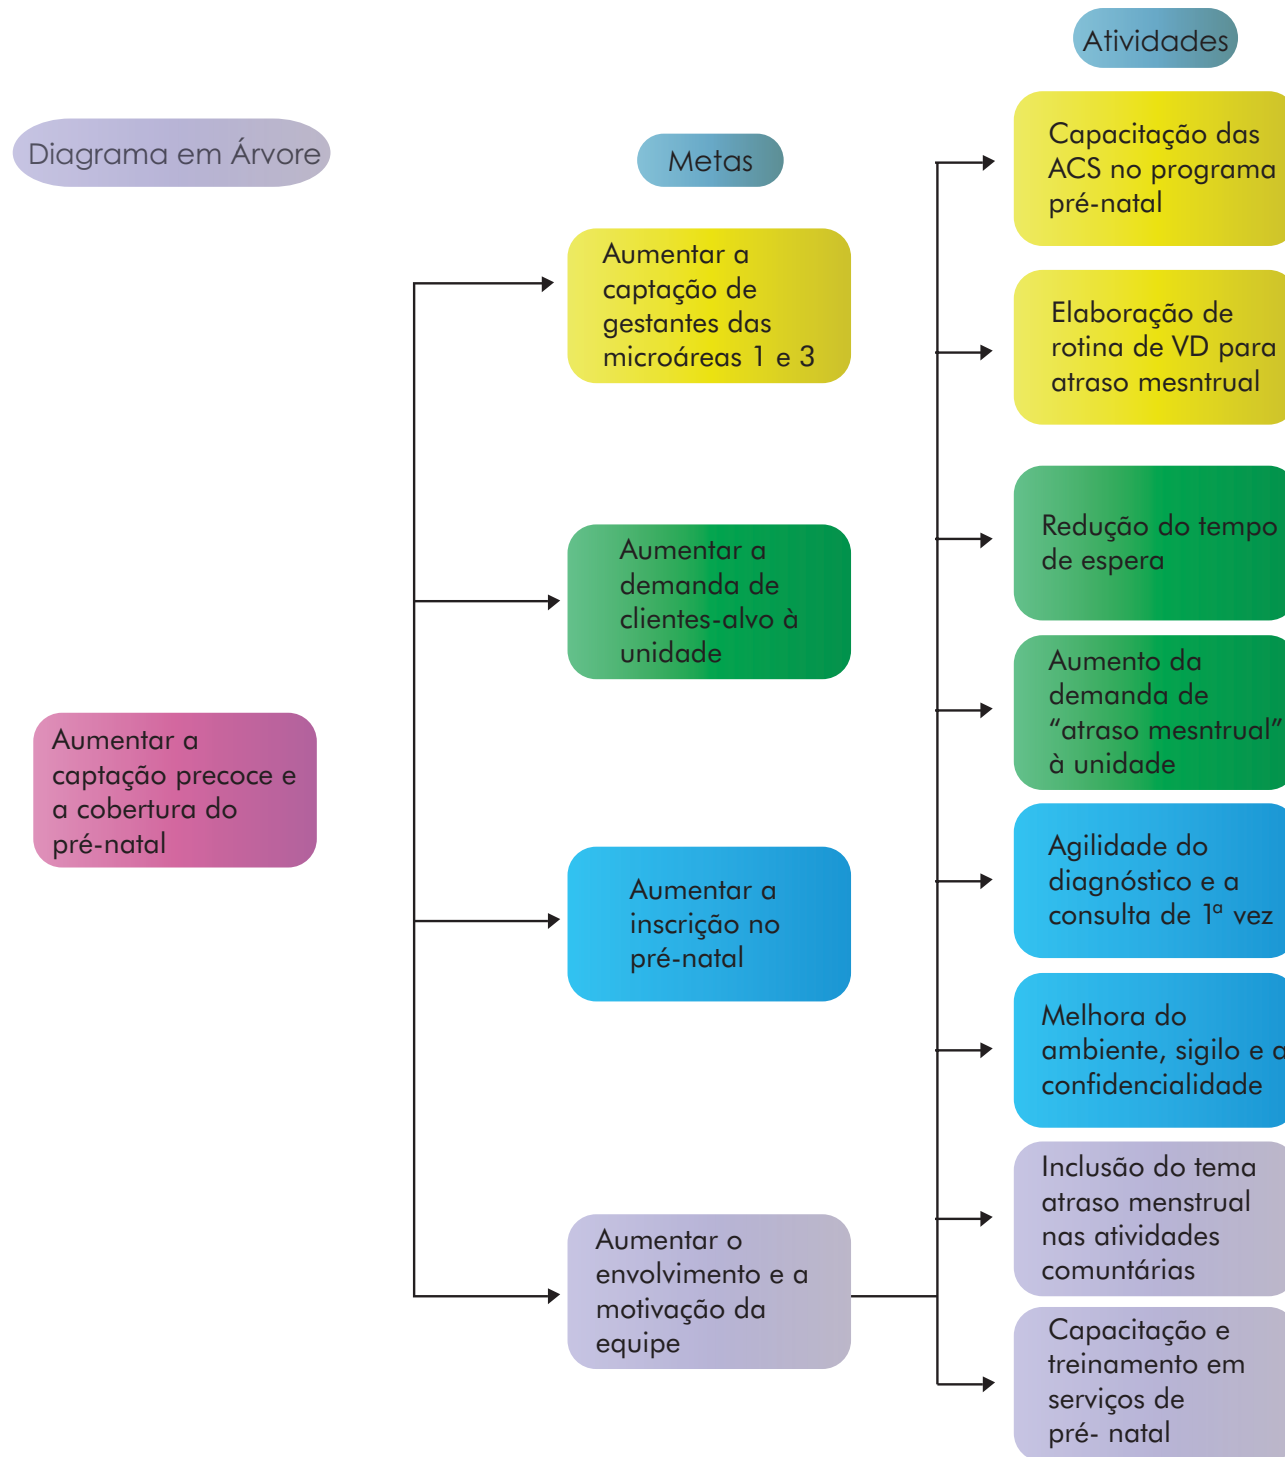 Diagrama em Árvore
Aumentar a
captação precoce e
a cobertura do
pré-natal
Metas
Aumentar a
captação de
gestantes das
microáreas 1 e 3
Aumentar a
demanda de
clientes-alvo à
unidade
Aumentar a
inscrição no
pré-natal
Aumentar o
envolvimento e a
motivação da
equipe
Atividades
Capacitação das
ACS no programa
pré-natal
Elaboração de
rotina de VD para
atraso mesntrual
Redução do tempo
de espera
Aumento da
demanda de
“atraso mesntrual”
à unidade
Agilidade do
diagnóstico e a
consulta de 1ª vez
Melhora do
ambiente, sigilo e a
confidencialidade
Inclusão do tema
atraso menstrual
nas atividades
comuntárias
Capacitação e
treinamento em
serviços de
pré- natal